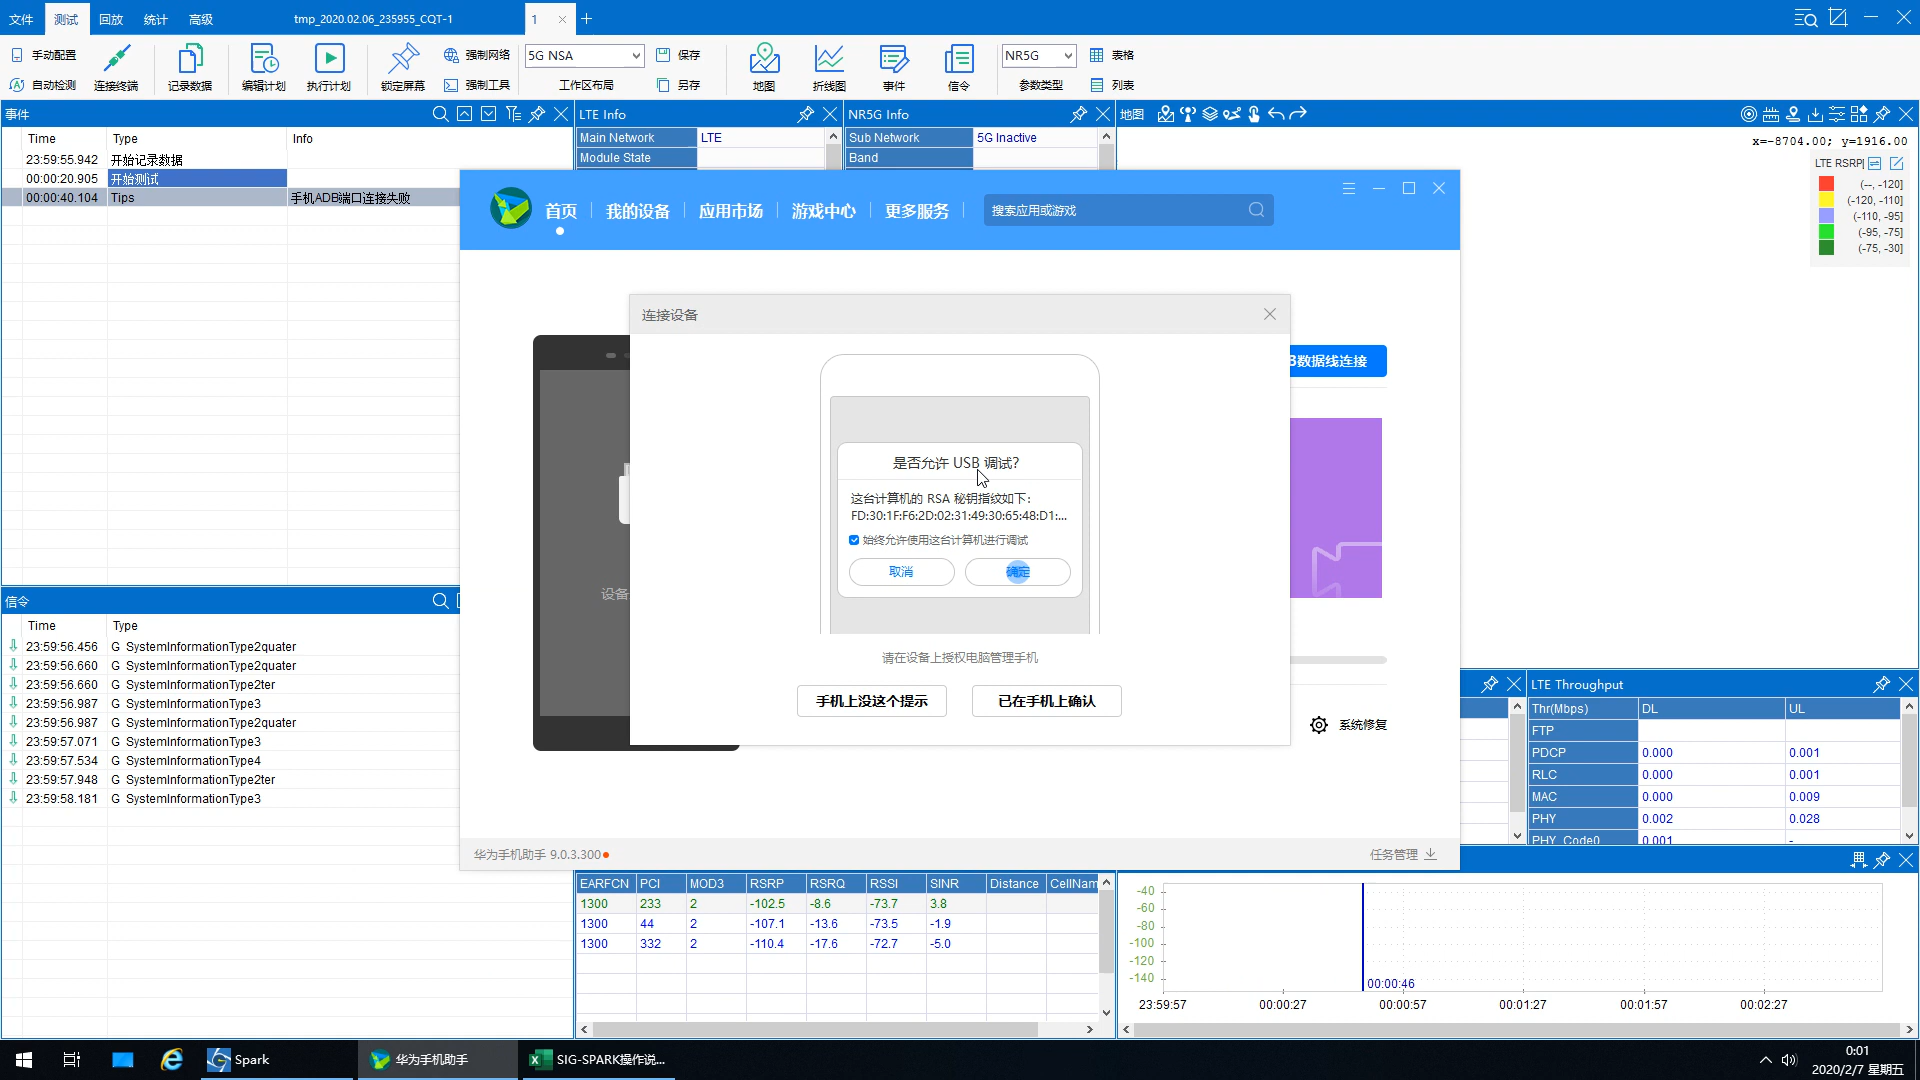 文件 测试 回放 统计 高级 tmp_2020.02.06_235955_CQT-1 1
手动配置 自动检测 连接终端 记录数据 编辑计划 执行计划 锁定屏幕 强制网络 强制工具 5G NSA 工作区布局 保存 另存 地图 折线图 事件 信令 NR5G 参数类型 表格 列表
事件
Time Type Info
23:59:55.942 开始记录数据
00:00:20.905 开始测试
00:00:40.104 Tips 手机ADB端口连接失败
LTE Info
Main Network LTE
Module State
NR5G Info
Sub Network 5G Inactive
Band
地图
x=-8704.00; y=1916.00
LTE RSRP
(--, -120]
(-120, -110]
(-110, -95]
(-95, -75]
(-75, -30]
首页 我的设备 应用市场 游戏中心 更多服务 搜索应用或游戏
连接设备
B数据线连接
是否允许 USB 调试?
这台计算机的 RSA 秘钥指纹如下:
FD:30:1F:F6:2D:02:31:49:30:65:48:D1:...
始终允许使用这台计算机进行调试
取消 确定
设备
请在设备上授权电脑管理手机
手机上没这个提示 已在手机上确认
系统修复
华为手机助手 9.0.3.300 任务管理
信令
Time Type
23:59:56.456 G SystemInformationType2quater
23:59:56.660 G SystemInformationType2quater
23:59:56.660 G SystemInformationType2ter
23:59:56.987 G SystemInformationType3
23:59:56.987 G SystemInformationType2quater
23:59:57.071 G SystemInformationType3
23:59:57.534 G SystemInformationType4
23:59:57.948 G SystemInformationType2ter
23:59:58.181 G SystemInformationType3
LTE Throughput
Thr(Mbps) DL UL
FTP
PDCP 0.000 0.001
RLC 0.000 0.001
MAC 0.000 0.009
PHY 0.002 0.028
PHY Code0 0.001 -
EARFCN PCI MOD3 RSRP RSRQ RSSI SINR Distance CellNam
1300 233 2 -102.5 -8.6 -73.7 3.8
1300 44 2 -107.1 -13.6 -73.5 -1.9
1300 332 2 -110.4 -17.6 -72.7 -5.0
-40
-60
-80
-100
-120
-140
00:00:46
23:59:57 00:00:27 00:00:57 00:01:27 00:01:57 00:02:27
Spark 华为手机助手 SIG-SPARK操作说... 0:01
2020/2/7 星期五